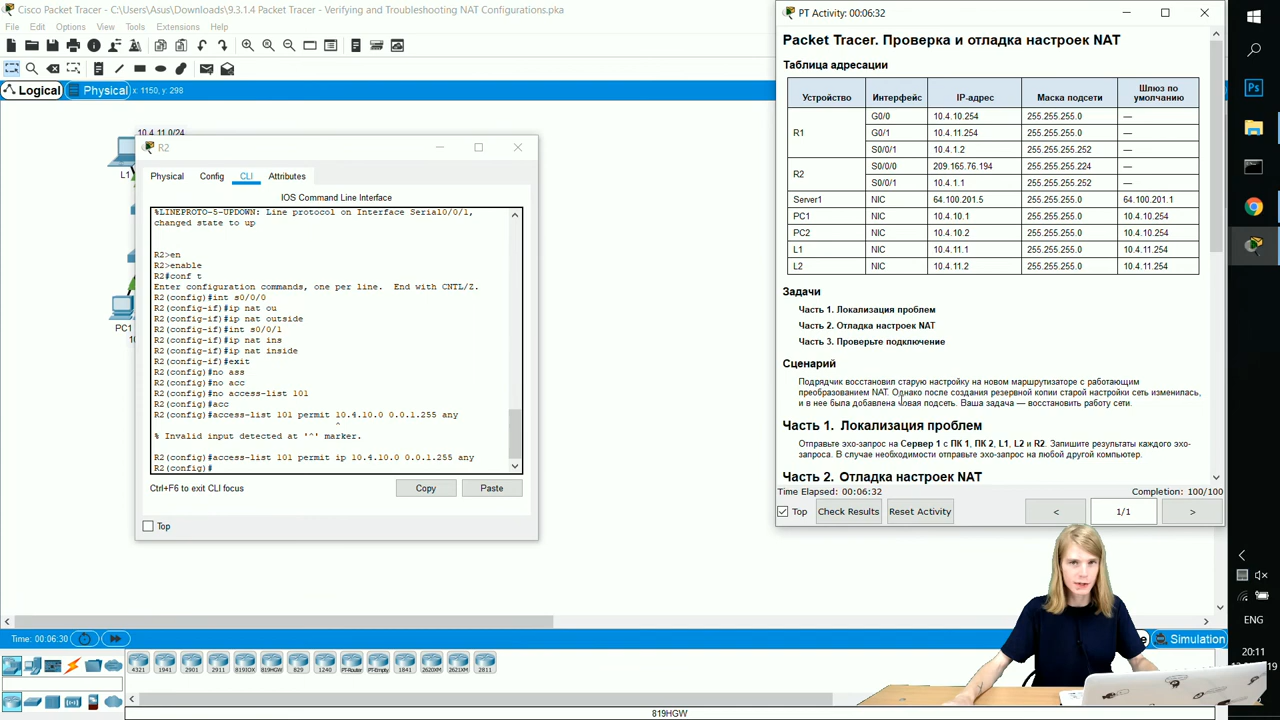 Cisco Packet Tracer - C:\Users\Asus\Downloads\9.3.1.4 Packet Tracer - Verifying and Troubleshooting NAT Configurations.pka
File Edit Options View Tools Extensions Help
Logical Physical x: 1150, y: 298
10.4.11.0/24
L1
PC1
R2
Physical Config CLI Attributes
IOS Command Line Interface
%LINEPROTO-5-UPDOWN: Line protocol on Interface Serial0/0/1,
changed state to up
R2>en
R2>enable
R2#conf t
Enter configuration commands, one per line. End with CNTL/Z.
R2(config)#int s0/0/0
R2(config-if)#ip nat ou
R2(config-if)#ip nat outside
R2(config-if)#int s0/0/1
R2(config-if)#ip nat ins
R2(config-if)#ip nat inside
R2(config-if)#exit
R2(config)#no ass
R2(config)#no acc
R2(config)#no access-list 101
R2(config)#acc
R2(config)#access-list 101 permit 10.4.10.0 0.0.1.255 any
^
% Invalid input detected at '^' marker.
R2(config)#access-list 101 permit ip 10.4.10.0 0.0.1.255 any
R2(config)#
Ctrl+F6 to exit CLI focus Copy Paste
Top
PT Activity: 00:06:32
Packet Tracer. Проверка и отладка настроек NAT
Таблица адресации
Устройство Интерфейс IP-адрес Маска подсети Шлюз по
умолчанию
R1 G0/0 10.4.10.254 255.255.255.0 —
G0/1 10.4.11.254 255.255.255.0 —
S0/0/1 10.4.1.2 255.255.255.252 —
R2 S0/0/0 209.165.76.194 255.255.255.224 —
S0/0/1 10.4.1.1 255.255.255.252 —
Server1 NIC 64.100.201.5 255.255.255.0 64.100.201.1
PC1 NIC 10.4.10.1 255.255.255.0 10.4.10.254
PC2 NIC 10.4.10.2 255.255.255.0 10.4.10.254
L1 NIC 10.4.11.1 255.255.255.0 10.4.11.254
L2 NIC 10.4.11.2 255.255.255.0 10.4.11.254
Задачи
Часть 1. Локализация проблем
Часть 2. Отладка настроек NAT
Часть 3. Проверьте подключение
Сценарий
Подрядчик восстановил старую настройку на новом маршрутизаторе с работающим
преобразованием NAT. Однако после создания резервной копии старой настройки сеть изменилась,
и в нее была добавлена новая подсеть. Ваша задача — восстановить работу сети.
Часть 1. Локализация проблем
Отправьте эхо-запрос на Сервер 1 с ПК 1, ПК 2, L1, L2 и R2. Запишите результаты каждого эхо-
запроса. В случае необходимости отправьте эхо-запрос на любой другой компьютер.
Часть 2. Отладка настроек NAT
Time Elapsed: 00:06:32 Completion: 100/100
Top Check Results Reset Activity < 1/1 >
Time: 00:06:30
Simulation
4321 1941 2901 2911 819IOX 819HGW 829 1240 PT-Router PT-Empty 1841 2620XM 2621XM 2811
819HGW
Ps
ENG
20:11